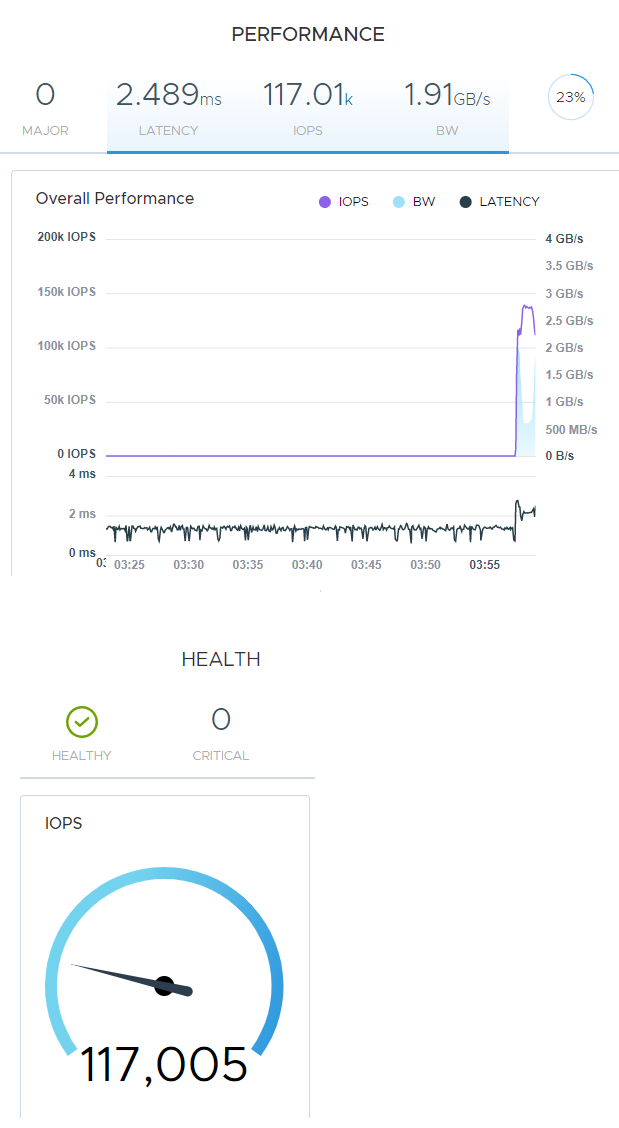 PERFORMANCE
0 2.489ms 117.01k 1.91GB/s 23%
MAJOR LATENCY IOPS BW
Overall Performance IOPS BW LATENCY
200k IOPS 4 GB/s
3.5 GB/s
150k IOPS 3 GB/s
2.5 GB/s
100k IOPS 2 GB/s
1.5 GB/s
50k IOPS 1 GB/s
500 MB/s
0 IOPS 0 B/s
4 ms
2 ms
0 ms
03:25 03:30 03:35 03:40 03:45 03:50 03:55
HEALTH
0
HEALTHY CRITICAL
IOPS
117,005